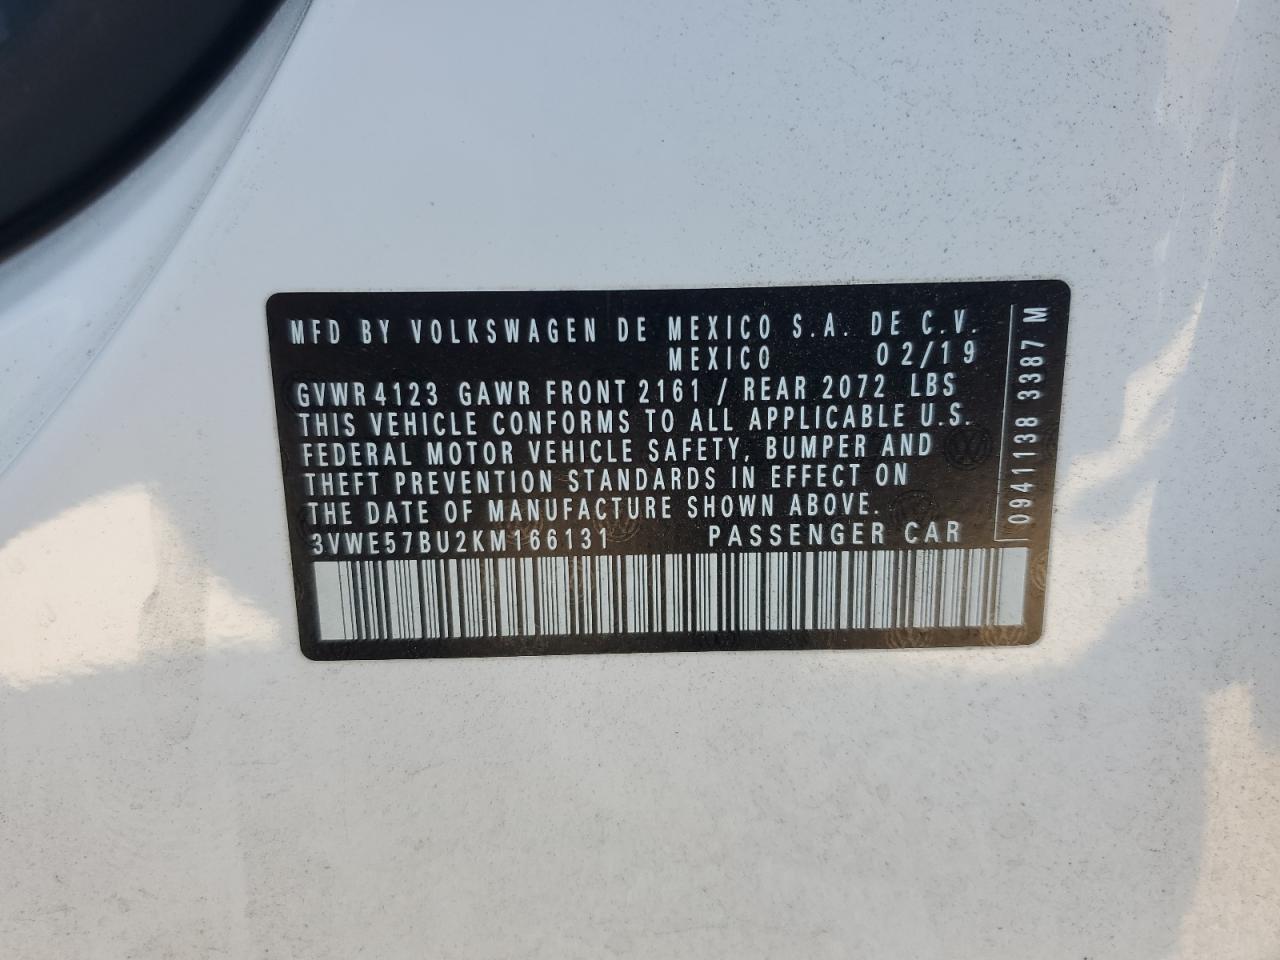 MFD BY VOLKSWAGEN DE MEXICO S.A. DE C.V.
MEXICO 02/19
GVWR 4123 GAWR FRONT 2161 / REAR 2072 LBS
THIS VEHICLE CONFORMS TO ALL APPLICABLE U.S.
FEDERAL MOTOR VEHICLE SAFETY, BUMPER AND
THEFT PREVENTION STANDARDS IN EFFECT ON
THE DATE OF MANUFACTURE SHOWN ABOVE.
3VWE57BU2KM166131 PASSENGER CAR
0941138 3387 M